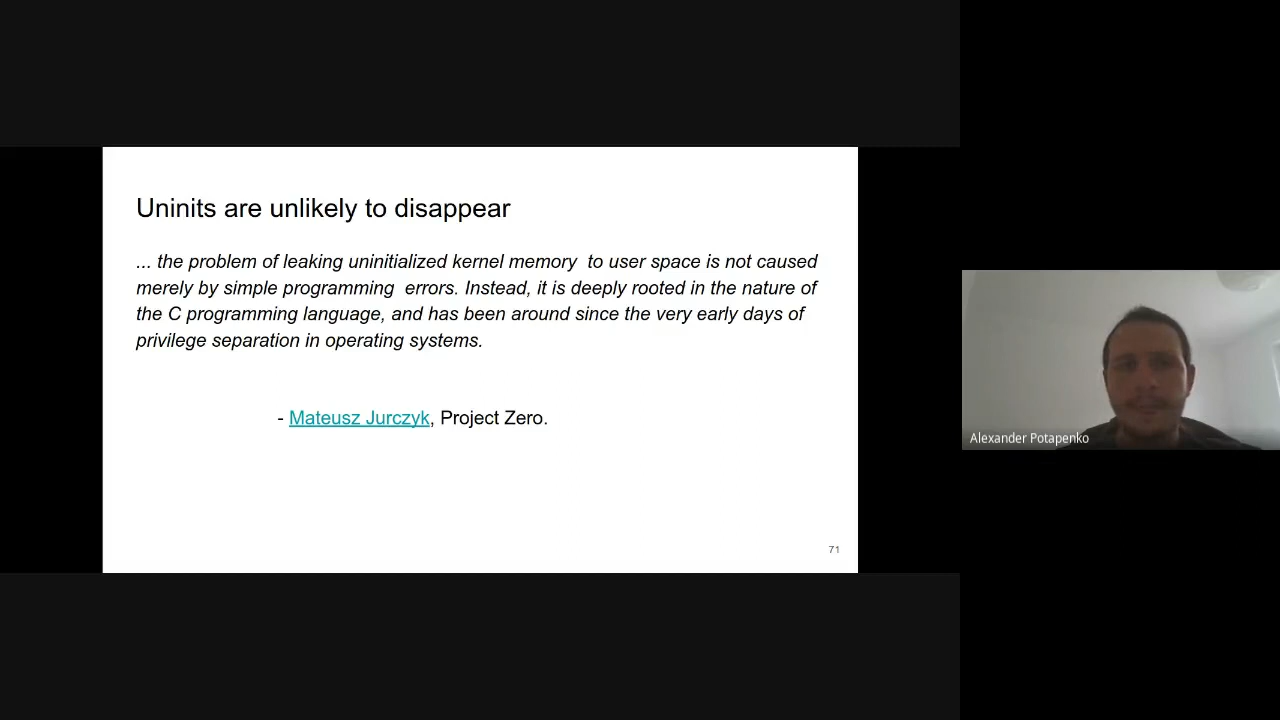 Uninits are unlikely to disappear
... the problem of leaking uninitialized kernel memory  to user space is not caused
merely by simple programming  errors. Instead, it is deeply rooted in the nature of
the C programming language, and has been around since the very early days of
privilege separation in operating systems.
- Mateusz Jurczyk, Project Zero.
71
Alexander Potapenko